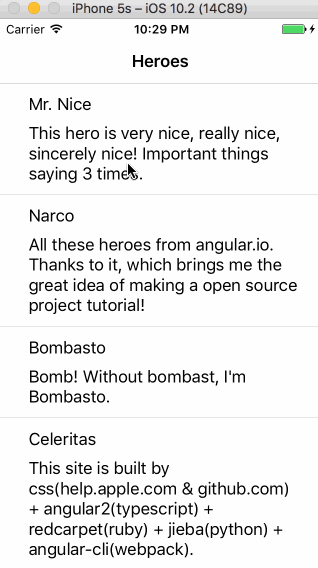 iPhone 5s – iOS 10.2 (14C89)
Carrier 10:29 PM
Heroes
Mr. Nice
This hero is very nice, really nice,
sincerely nice! Important things
saying 3 times.
Narco
All these heroes from angular.io.
Thanks to it, which brings me the
great idea of making a open source
project tutorial!
Bombasto
Bomb! Without bombast, I'm
Bombasto.
Celeritas
This site is built by
css(help.apple.com & github.com)
+ angular2(typescript) +
redcarpet(ruby) + jieba(python) +
angular-cli(webpack).